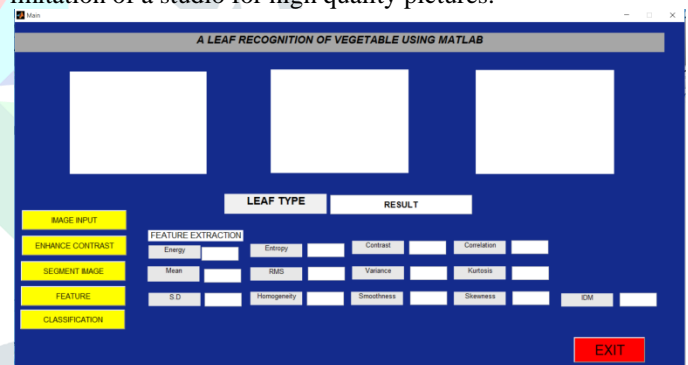 limitation of a studio for high quality pictures.
Main
A LEAF RECOGNITION OF VEGETABLE USING MATLAB
LEAF TYPE RESULT
IMAGE INPUT
ENHANCE CONTRAST
SEGMENT IMAGE
FEATURE
CLASSIFICATION
FEATURE EXTRACTION
Energy Entropy Contrast Correlation
Mean RMS Variance Kurtosis
S.D Homogeneity Smoothness Skewness IDM
EXIT